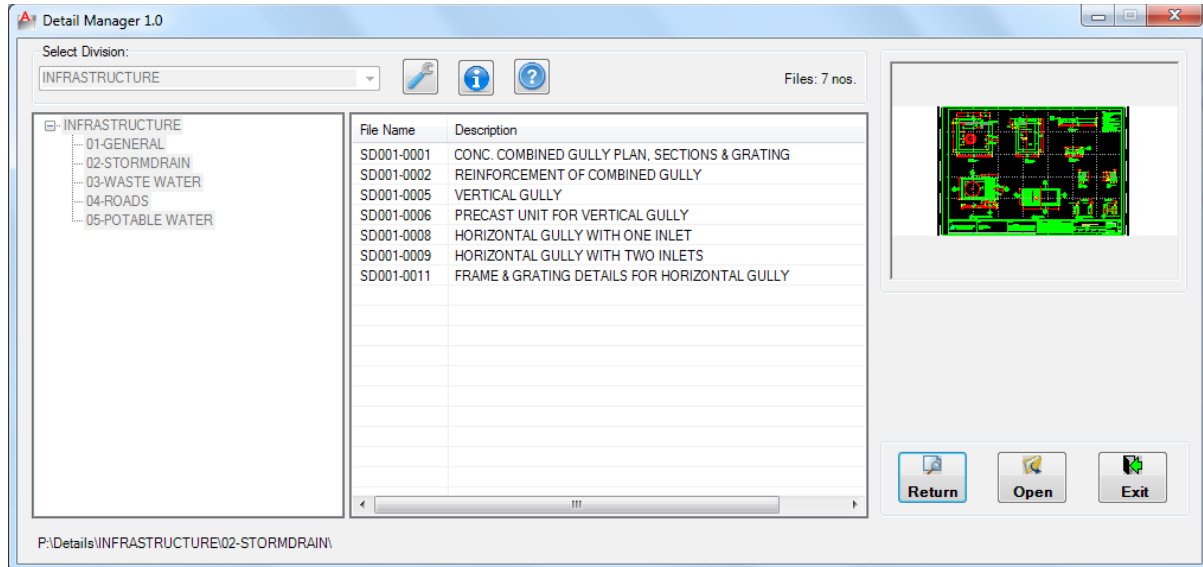 Detail Manager 1.0
Select Division:
INFRASTRUCTURE
Files: 7 nos.
INFRASTRUCTURE
01-GENERAL
02-STORMDRAIN
03-WASTE WATER
04-ROADS
05-POTABLE WATER
File Name Description
SD001-0001 CONC. COMBINED GULLY PLAN, SECTIONS & GRATING
SD001-0002 REINFORCEMENT OF COMBINED GULLY
SD001-0005 VERTICAL GULLY
SD001-0006 PRECAST UNIT FOR VERTICAL GULLY
SD001-0008 HORIZONTAL GULLY WITH ONE INLET
SD001-0009 HORIZONTAL GULLY WITH TWO INLETS
SD001-0011 FRAME & GRATING DETAILS FOR HORIZONTAL GULLY
Return Open Exit
P:\Details\INFRASTRUCTURE\02-STORMDRAIN\